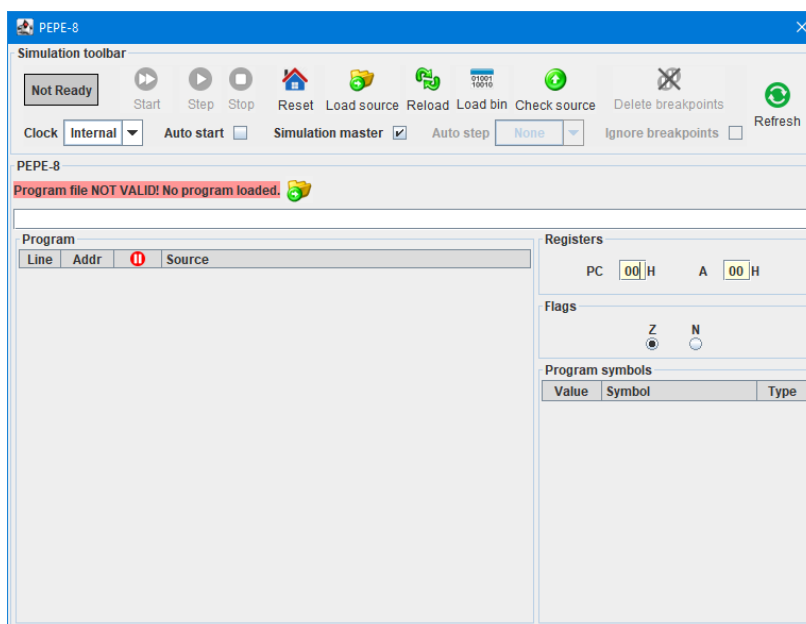 PEPE-8
Simulation toolbar
Not Ready
Start Step Stop Reset Load source Reload Load bin Check source Delete breakpoints
Refresh
Clock Internal Auto start Simulation master Auto step None Ignore breakpoints
PEPE-8
Program file NOT VALID! No program loaded.
Program
Line Addr Source
Registers
PC 00 H A 00 H
Flags
Z N
Program symbols
Value Symbol Type